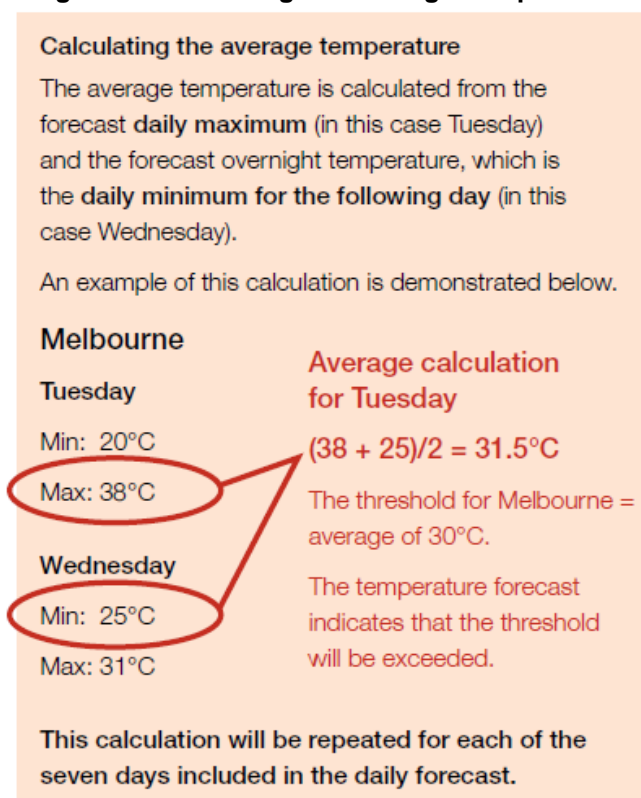 Calculating the average temperature
The average temperature is calculated from the
forecast daily maximum (in this case Tuesday)
and the forecast overnight temperature, which is
the daily minimum for the following day (in this
case Wednesday).
An example of this calculation is demonstrated below.
Melbourne
Tuesday
Min: 20°C
Max: 38°C
Wednesday
Min: 25°C
Max: 31°C
Average calculation
for Tuesday
(38 + 25)/2 = 31.5°C
The threshold for Melbourne =
average of 30°C.
The temperature forecast
indicates that the threshold
will be exceeded.
This calculation will be repeated for each of the
seven days included in the daily forecast.